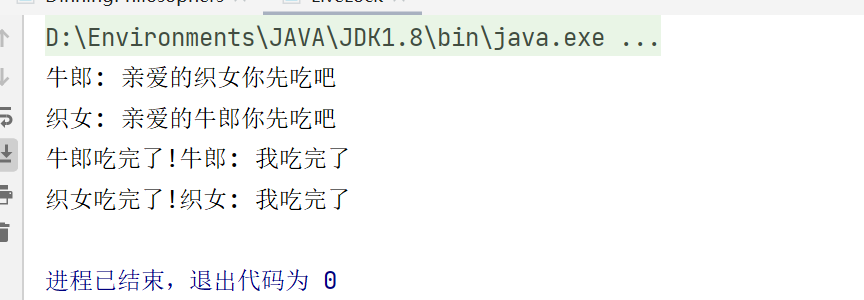 D:\Environments\JAVA\JDK1.8\bin\java.exe ...
牛郎: 亲爱的织女你先吃吧
织女: 亲爱的牛郎你先吃吧
牛郎吃完了!牛郎: 我吃完了
织女吃完了!织女: 我吃完了
进程已结束，退出代码为 0